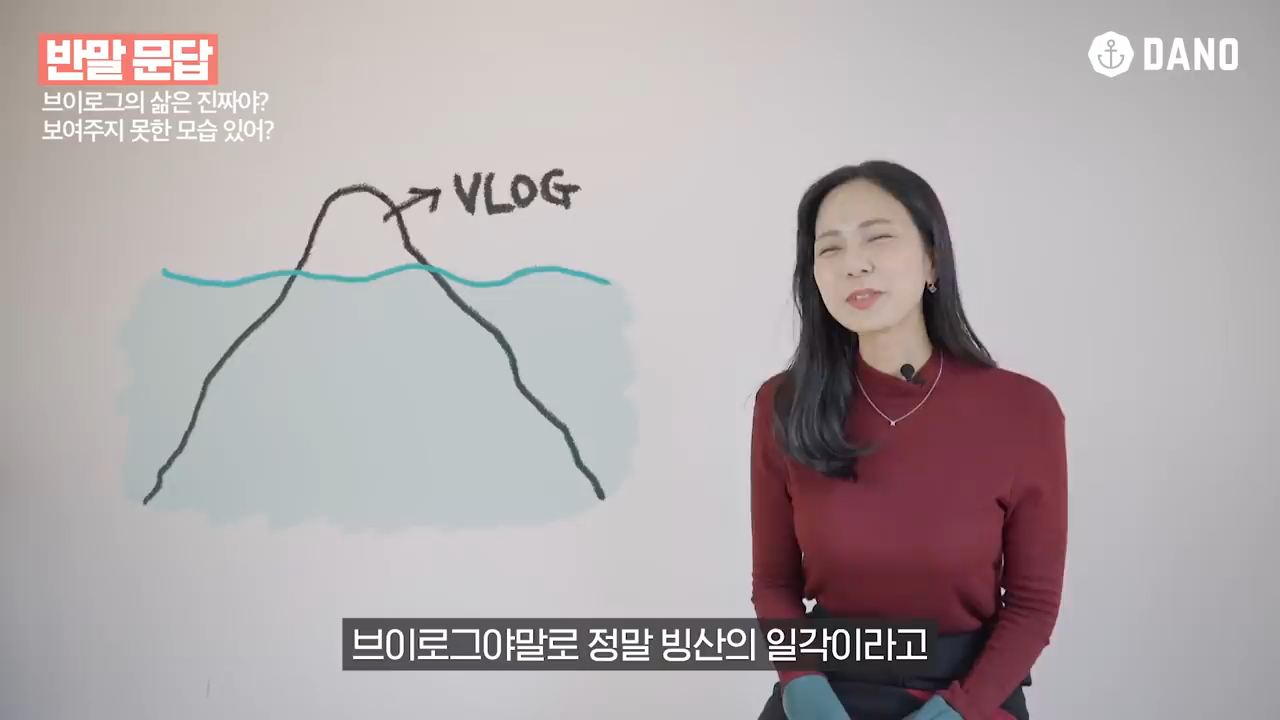 반말 문답
브이로그의 삶은 진짜야?
보여주지 못한 모습 있어?
DANO
VLOG
브이로그야말로 정말 빙산의 일각이라고